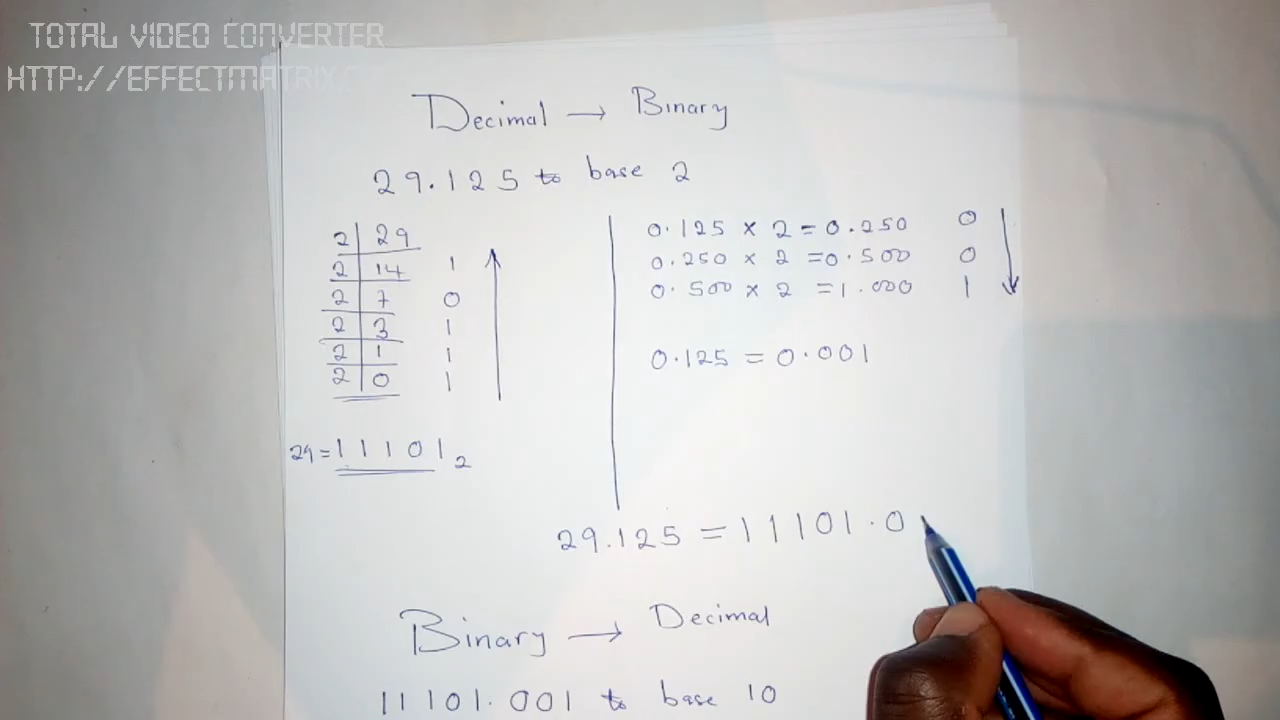 TOTAL VIDEO CONVERTER
HTTP://EFFECTMATRIX.C
Decimal → Binary
29.125 to base 2
2 | 29
2 | 14 1
2 | 7 0
2 | 3 1
2 | 1 1
2 | 0 1
29 = 11101₂
0.125 × 2 = 0.250 0
0.250 × 2 = 0.500 0
0.500 × 2 = 1.000 1
0.125 = 0.001
29.125 = 11101.0
Binary → Decimal
11101.001 to base 10